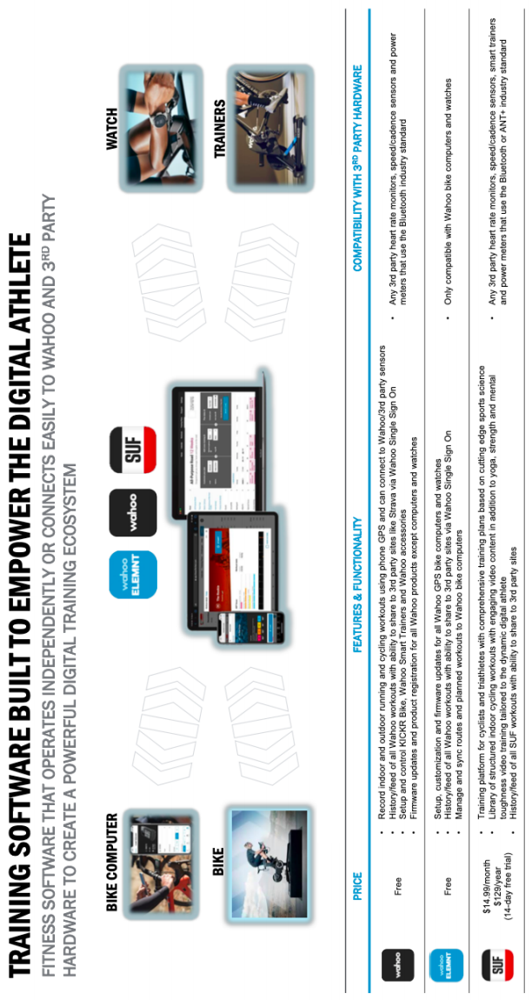 TRAINING SOFTWARE BUILT TO EMPOWER THE DIGITAL ATHLETE
FITNESS SOFTWARE THAT OPERATES INDEPENDENTLY OR CONNECTS EASILY TO WAHOO AND 3RD PARTY
HARDWARE TO CREATE A POWERFUL DIGITAL TRAINING ECOSYSTEM
BIKE COMPUTER
BIKE
wahoo
ELEMNT
wahoo
SUF
WATCH
TRAINERS
PRICE
FEATURES & FUNCTIONALITY
COMPATIBILITY WITH 3RD PARTY HARDWARE
wahoo
Free
• Record indoor and outdoor running and cycling workouts using phone GPS and can connect to Wahoo/3rd party sensors
• History/feed of all Wahoo workouts with ability to share to 3rd party sites like Strava via Wahoo Single Sign On
• Setup and control KICKR Bike, Wahoo Smart Trainers and Wahoo accessories
• Firmware updates and product registration for all Wahoo products except computers and watches
• Any 3rd party heart rate monitors, speed/cadence sensors and power
meters that use the Bluetooth industry standard
wahoo
ELEMNT
Free
• Setup, customization and firmware updates for all Wahoo GPS bike computers and watches
• History/feed of all Wahoo workouts with ability to share to 3rd party sites via Wahoo Single Sign On
• Manage and sync routes and planned workouts to Wahoo bike computers
• Only compatible with Wahoo bike computers and watches
SUF
$14.99/month
$129/year
(14-day free trial)
• Training platform for cyclists and triathletes with comprehensive training plans based on cutting edge sports science
• Library of structured indoor cycling workouts with engaging video content in addition to yoga, strength and mental
toughness video training tailored to the dynamic digital athlete
• History/feed of all SUF workouts with ability to share to 3rd party sites
• Any 3rd party heart rate monitors, speed/cadence sensors, smart trainers
and power meters that use the Bluetooth or ANT+ industry standard